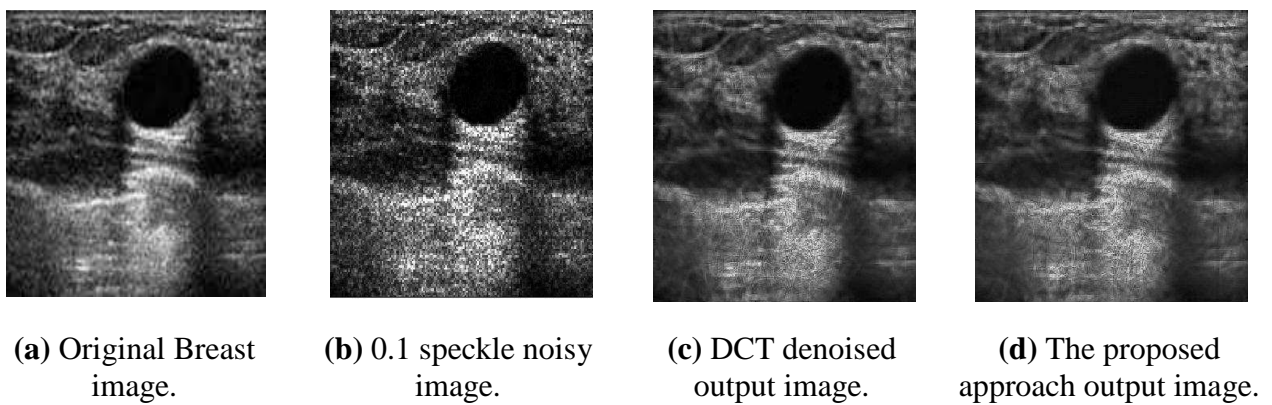 (a) Original Breast
image.
(b) 0.1 speckle noisy
image.
(c) DCT denoised
output image.
(d) The proposed
approach output image.